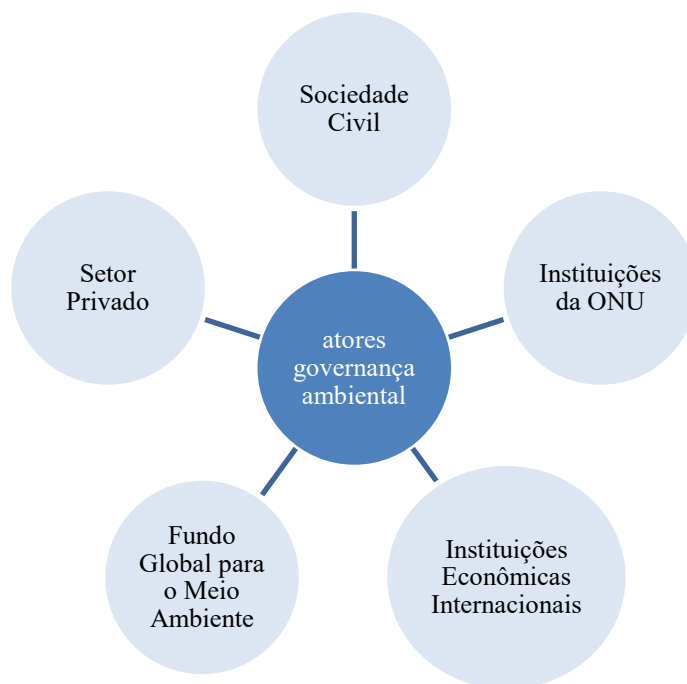 Sociedade
Civil
Setor
Privado
Instituições
da ONU
atores
governança
ambiental
Fundo
Global para
o Meio
Ambiente
Instituições
Econômicas
Internacionais